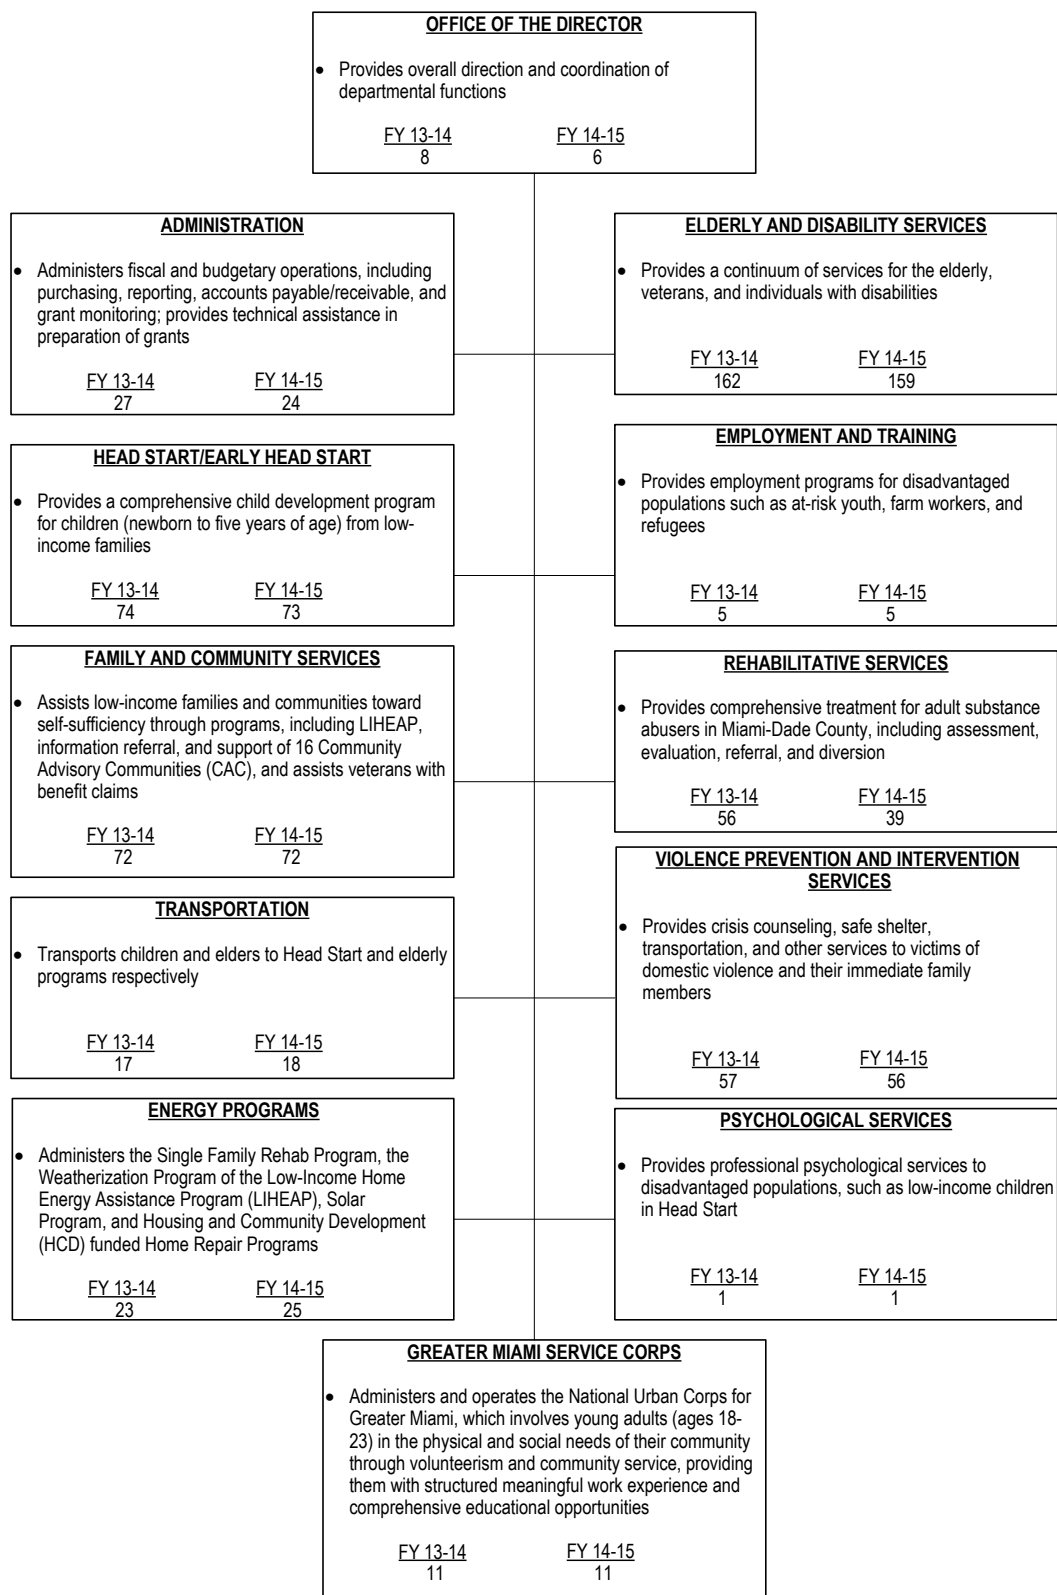 OFFICE OF THE DIRECTOR
• Provides overall direction and coordination of
departmental functions
FY 13-14 FY 14-15
8 6
ADMINISTRATION
• Administers fiscal and budgetary operations, including
purchasing, reporting, accounts payable/receivable, and
grant monitoring; provides technical assistance in
preparation of grants
FY 13-14 FY 14-15
27 24
ELDERLY AND DISABILITY SERVICES
• Provides a continuum of services for the elderly,
veterans, and individuals with disabilities
FY 13-14 FY 14-15
162 159
HEAD START/EARLY HEAD START
• Provides a comprehensive child development program
for children (newborn to five years of age) from low-
income families
FY 13-14 FY 14-15
74 73
EMPLOYMENT AND TRAINING
• Provides employment programs for disadvantaged
populations such as at-risk youth, farm workers, and
refugees
FY 13-14 FY 14-15
5 5
FAMILY AND COMMUNITY SERVICES
• Assists low-income families and communities toward
self-sufficiency through programs, including LIHEAP,
information referral, and support of 16 Community
Advisory Communities (CAC), and assists veterans with
benefit claims
FY 13-14 FY 14-15
72 72
REHABILITATIVE SERVICES
• Provides comprehensive treatment for adult substance
abusers in Miami-Dade County, including assessment,
evaluation, referral, and diversion
FY 13-14 FY 14-15
56 39
TRANSPORTATION
• Transports children and elders to Head Start and elderly
programs respectively
FY 13-14 FY 14-15
17 18
VIOLENCE PREVENTION AND INTERVENTION
SERVICES
• Provides crisis counseling, safe shelter,
transportation, and other services to victims of
domestic violence and their immediate family
members
FY 13-14 FY 14-15
57 56
ENERGY PROGRAMS
• Administers the Single Family Rehab Program, the
Weatherization Program of the Low-Income Home
Energy Assistance Program (LIHEAP), Solar
Program, and Housing and Community Development
(HCD) funded Home Repair Programs
FY 13-14 FY 14-15
23 25
PSYCHOLOGICAL SERVICES
• Provides professional psychological services to
disadvantaged populations, such as low-income children
in Head Start
FY 13-14 FY 14-15
1 1
GREATER MIAMI SERVICE CORPS
• Administers and operates the National Urban Corps for
Greater Miami, which involves young adults (ages 18-
23) in the physical and social needs of their community
through volunteerism and community service, providing
them with structured meaningful work experience and
comprehensive educational opportunities
FY 13-14 FY 14-15
11 11